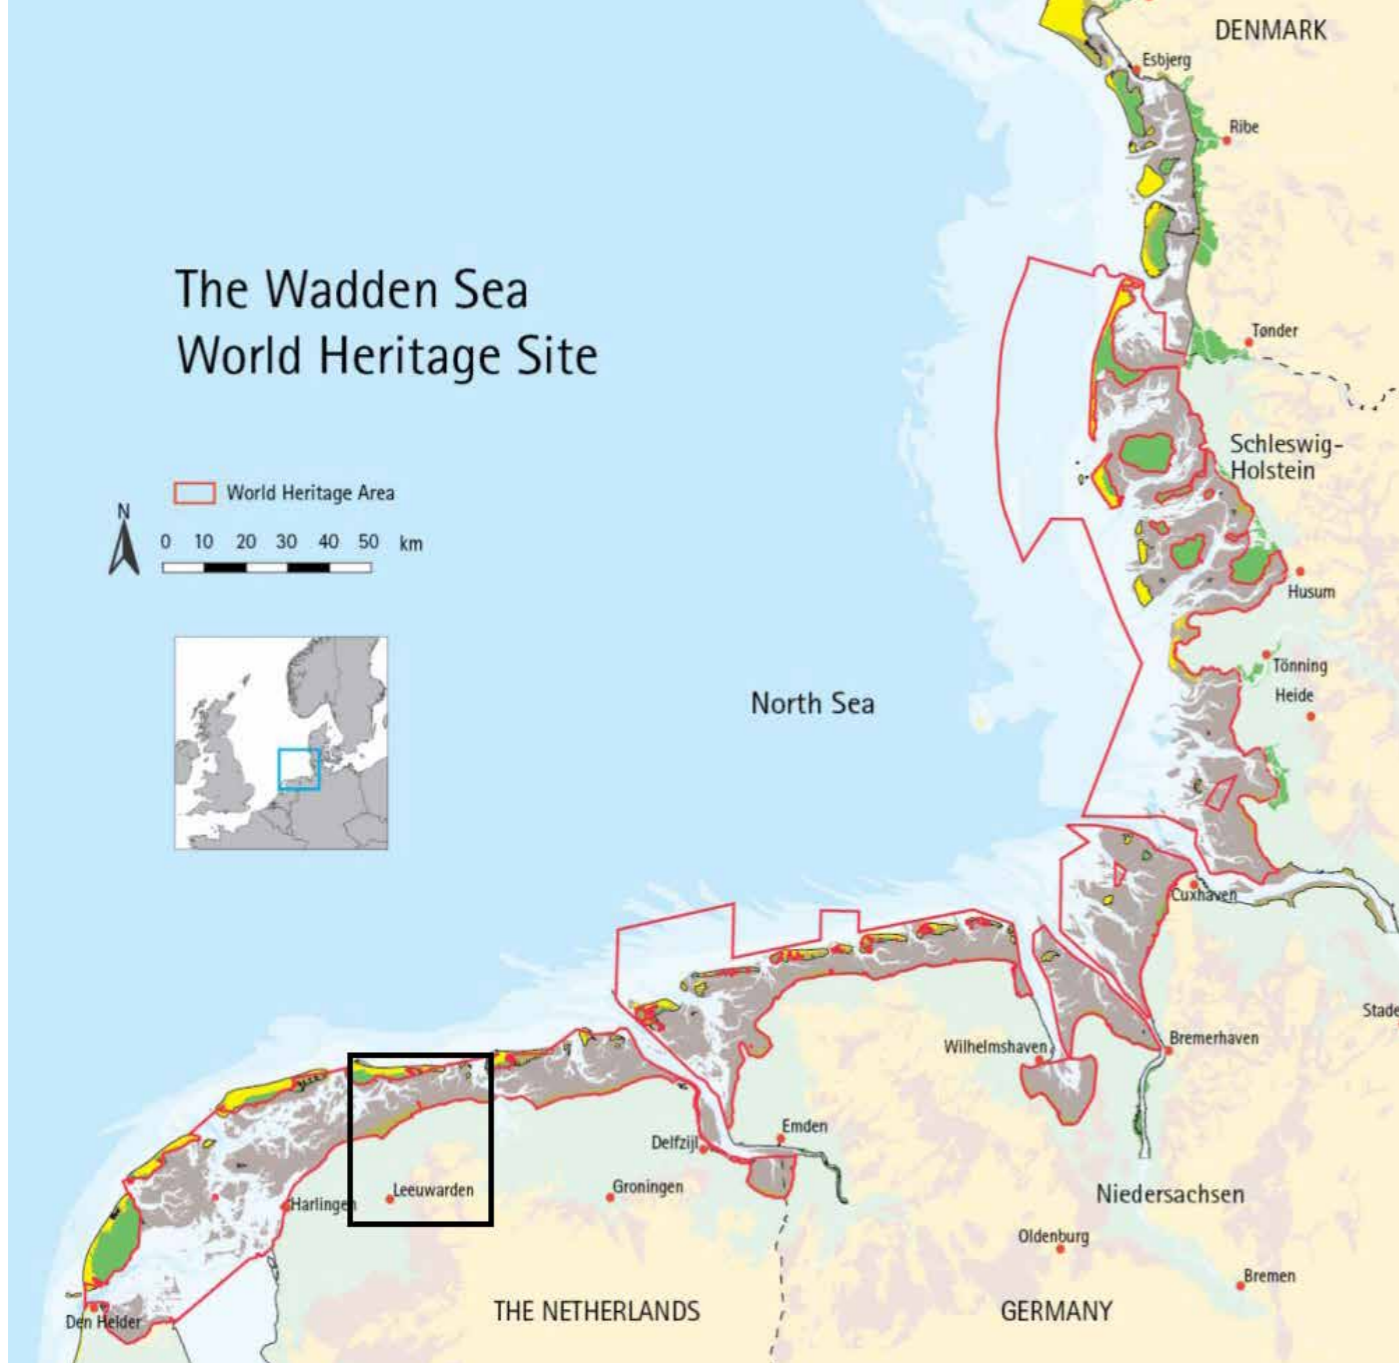 DENMARK
Esbjerg
Ribe
The Wadden Sea
World Heritage Site
Tønder
Schleswig-
Holstein
World Heritage Area
N
0 10 20 30 40 50 km
Husum
Tönning
Heide
North Sea
Cuxhaven
Stade
Wilhelmshaven
Bremerhaven
Emden
Delfzijl
Leeuwarden
Groningen
Harlingen
Niedersachsen
Oldenburg
Bremen
Den Helder
THE NETHERLANDS
GERMANY